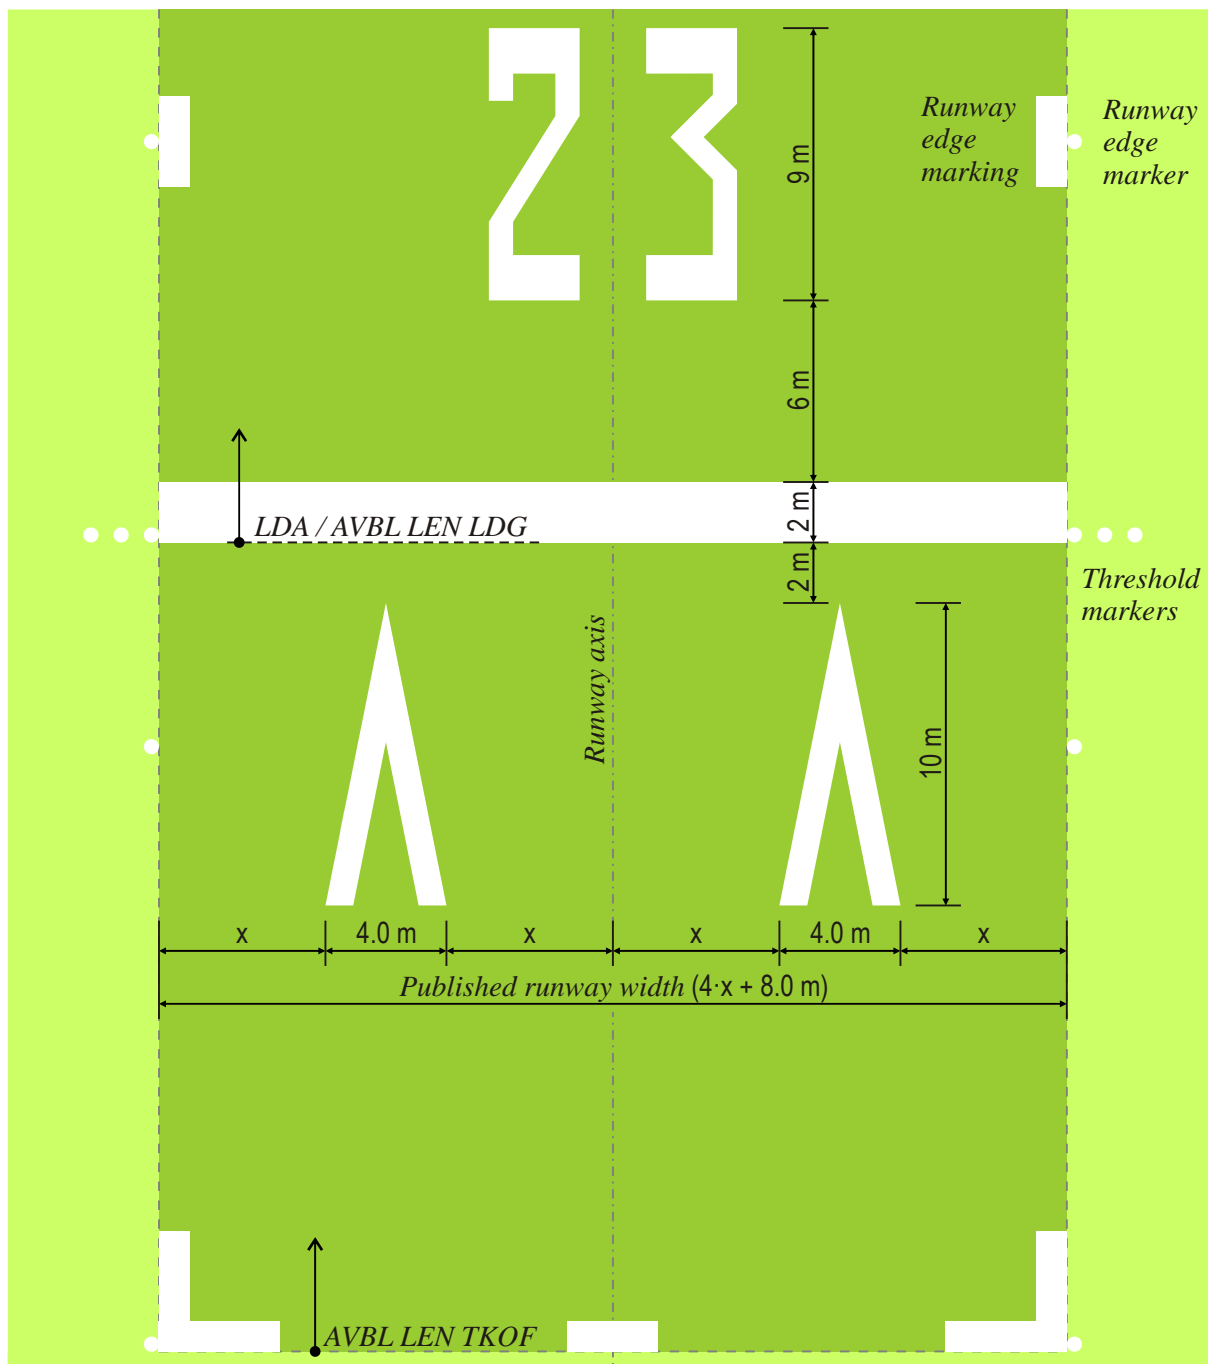 23
Runway
edge
marking
Runway
edge
marker
9 m
6 m
2 m
LDA / AVBL LEN LDG
2 m
Threshold
markers
Runway axis
10 m
x
4.0 m
x
x
4.0 m
x
Published runway width (4·x + 8.0 m)
AVBL LEN TKOF